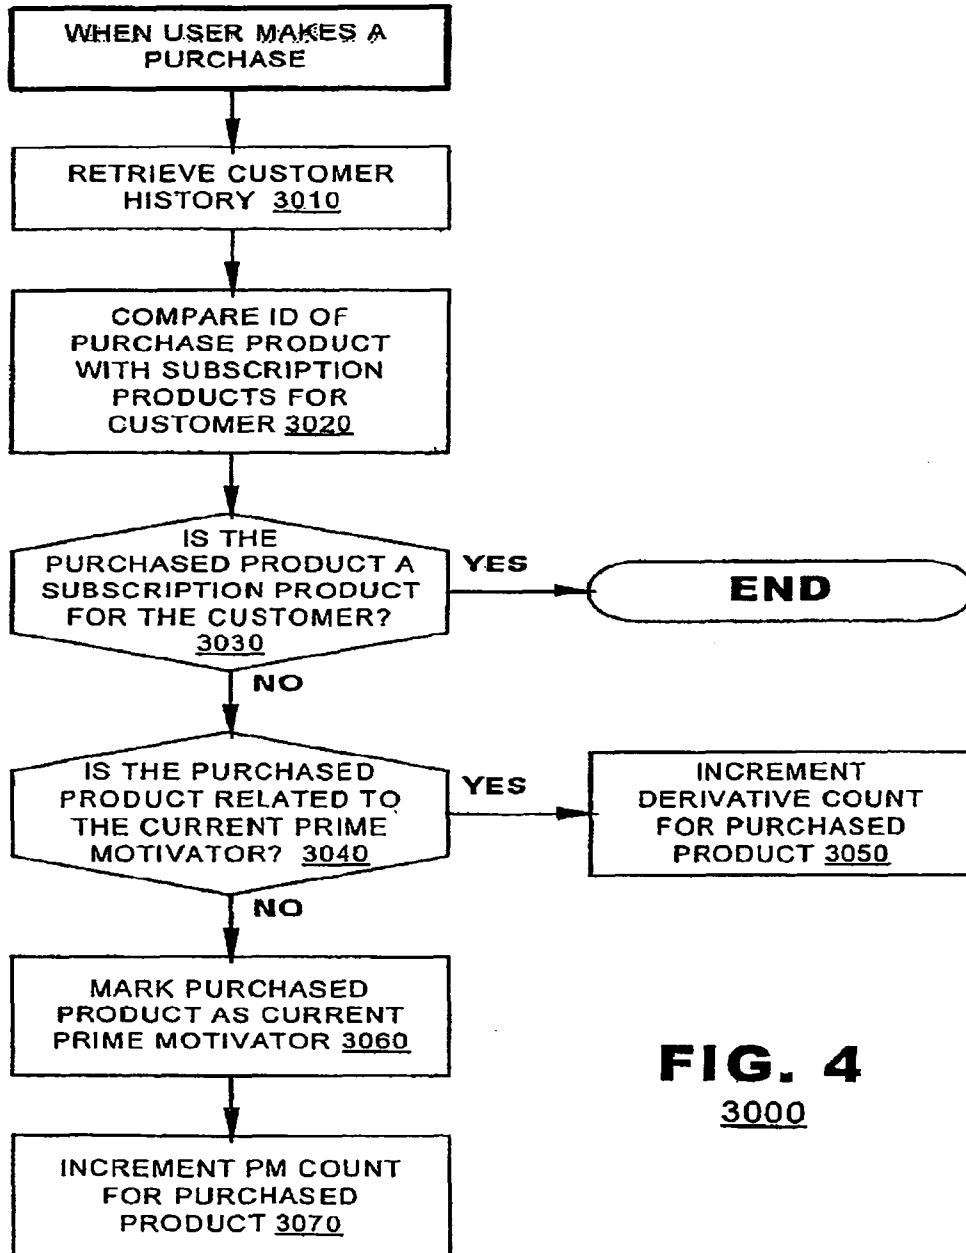 WHEN USER MAKES A
PURCHASE
RETRIEVE CUSTOMER
HISTORY 3010
COMPARE ID OF
PURCHASE PRODUCT
WITH SUBSCRIPTION
PRODUCTS FOR
CUSTOMER 3020
IS THE
PURCHASED PRODUCT A
SUBSCRIPTION PRODUCT
FOR THE CUSTOMER?
3030
YES
END
NO
IS THE PURCHASED
PRODUCT RELATED TO
THE CURRENT PRIME
MOTIVATOR? 3040
YES
INCREMENT
DERIVATIVE COUNT
FOR PURCHASED
PRODUCT 3050
NO
MARK PURCHASED
PRODUCT AS CURRENT
PRIME MOTIVATOR 3060
INCREMENT PM COUNT
FOR PURCHASED
PRODUCT 3070
FIG. 4
3000